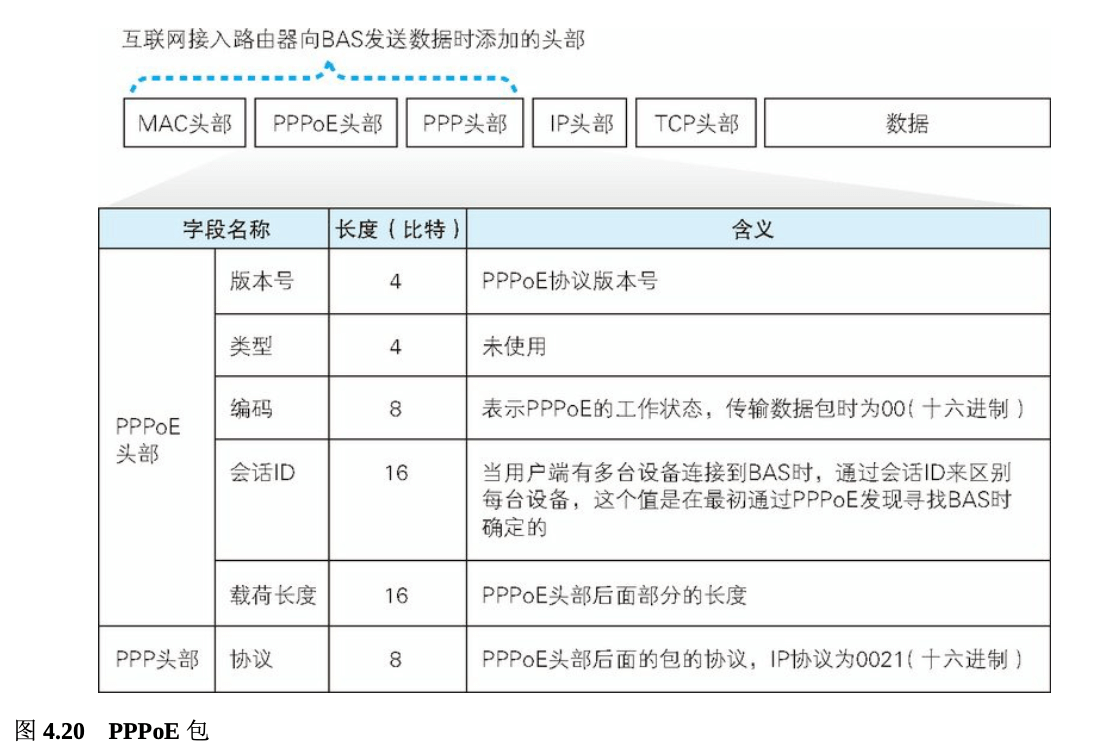 互联网接入路由器向BAS发送数据时添加的头部
MAC头部 PPPoE头部 PPP头部 IP头部 TCP头部 数据
字段名称 长度（比特） 含义
PPPoE
头部
版本号 4 PPPoE协议版本号
类型 4 未使用
编码 8 表示PPPoE的工作状态，传输数据包时为00（十六进制）
会话ID 16 当用户端有多台设备连接到BAS时，通过会话ID来区别
每台设备，这个值是在最初通过PPPoE发现寻找BAS时
确定的
载荷长度 16 PPPoE头部后面部分的长度
PPP头部 协议 8 PPPoE头部后面的包的协议，IP协议为0021（十六进制）
图 4.20 PPPoE 包